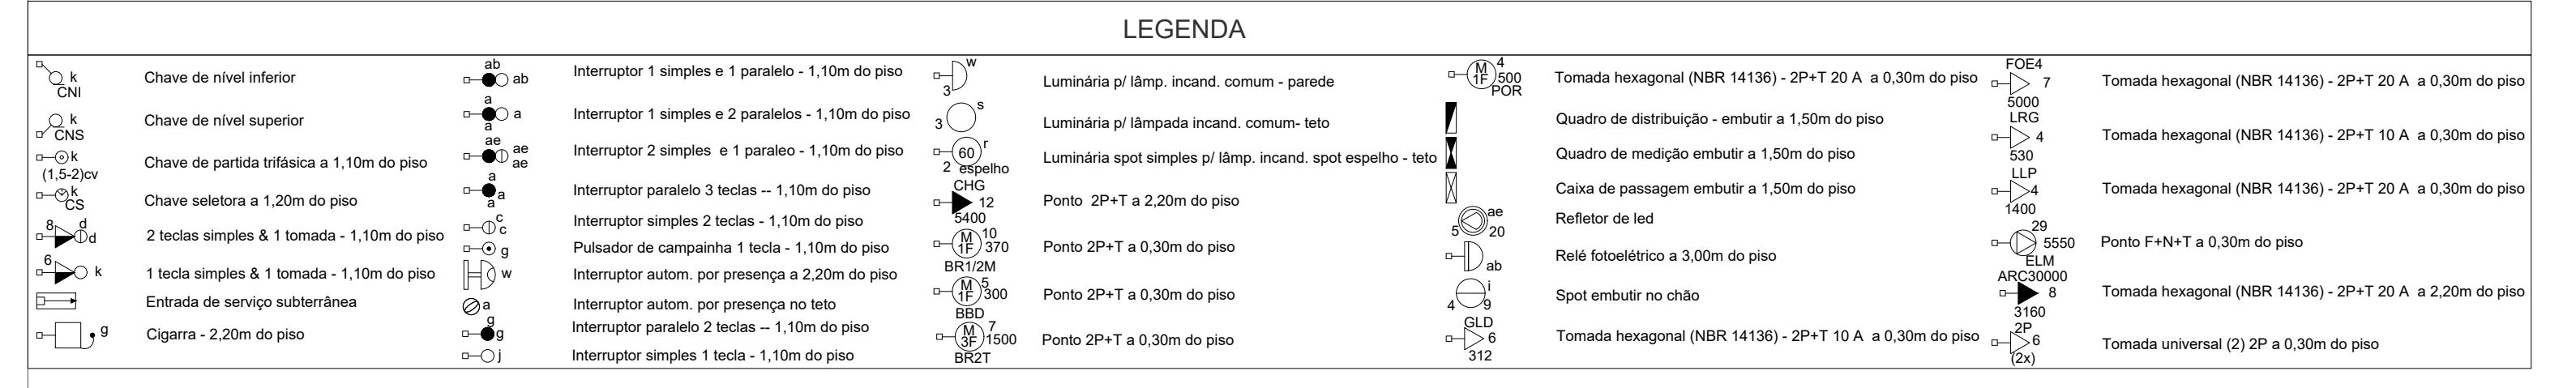 LEGENDA
k
CNI
Chave de nível inferior
k
CNS
Chave de nível superior
k
(1,5-2)cv
Chave de partida trifásica a 1,10m do piso
k
CS
Chave seletora a 1,20m do piso
8 d
d
2 teclas simples & 1 tomada - 1,10m do piso
6
k
1 tecla simples & 1 tomada - 1,10m do piso
Entrada de serviço subterrânea
g
Cigarra - 2,20m do piso
ab
ab
Interruptor 1 simples e 1 paralelo - 1,10m do piso
a
a
a
Interruptor 1 simples e 2 paralelos - 1,10m do piso
ae
ae
ae
Interruptor 2 simples e 1 paraleo - 1,10m do piso
a
a
a
Interruptor paralelo 3 teclas -- 1,10m do piso
c
c
Interruptor simples 2 teclas - 1,10m do piso
g
Pulsador de campainha 1 tecla - 1,10m do piso
w
Interruptor autom. por presença a 2,20m do piso
a
Interruptor autom. por presença no teto
g
g
Interruptor paralelo 2 teclas -- 1,10m do piso
j
Interruptor simples 1 tecla - 1,10m do piso
w
3
Luminária p/ lâmp. incand. comum - parede
s
3
Luminária p/ lâmpada incand. comum- teto
r
60
2 espelho
Luminária spot simples p/ lâmp. incand. spot espelho - teto
CHG
12
5400
Ponto 2P+T a 2,20m do piso
10
M
1F 370
BR1/2M
Ponto 2P+T a 0,30m do piso
5
M
1F 300
BBD
Ponto 2P+T a 0,30m do piso
7
M
3F 1500
BR2T
Ponto 2P+T a 0,30m do piso
4
M
1F 500
POR
Tomada hexagonal (NBR 14136) - 2P+T 20 A a 0,30m do piso
Quadro de distribuição - embutir a 1,50m do piso
Quadro de medição embutir a 1,50m do piso
Caixa de passagem embutir a 1,50m do piso
ae
5 20
Refletor de led
ab
Relé fotoelétrico a 3,00m do piso
i
4 9
Spot embutir no chão
GLD
6
312
Tomada hexagonal (NBR 14136) - 2P+T 10 A a 0,30m do piso
FOE4
7
5000
Tomada hexagonal (NBR 14136) - 2P+T 20 A a 0,30m do piso
LRG
4
530
Tomada hexagonal (NBR 14136) - 2P+T 10 A a 0,30m do piso
LLP
4
1400
Tomada hexagonal (NBR 14136) - 2P+T 20 A a 0,30m do piso
29
5550
ELM
Ponto F+N+T a 0,30m do piso
ARC30000
8
3160
Tomada hexagonal (NBR 14136) - 2P+T 20 A a 2,20m do piso
2P
6
(2x)
Tomada universal (2) 2P a 0,30m do piso